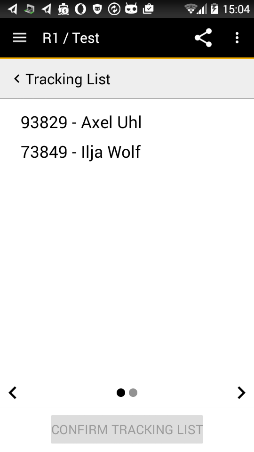 15:04
R1 / Test
Tracking List
93829 - Axel Uhl
73849 - Ilja Wolf
CONFIRM TRACKING LIST